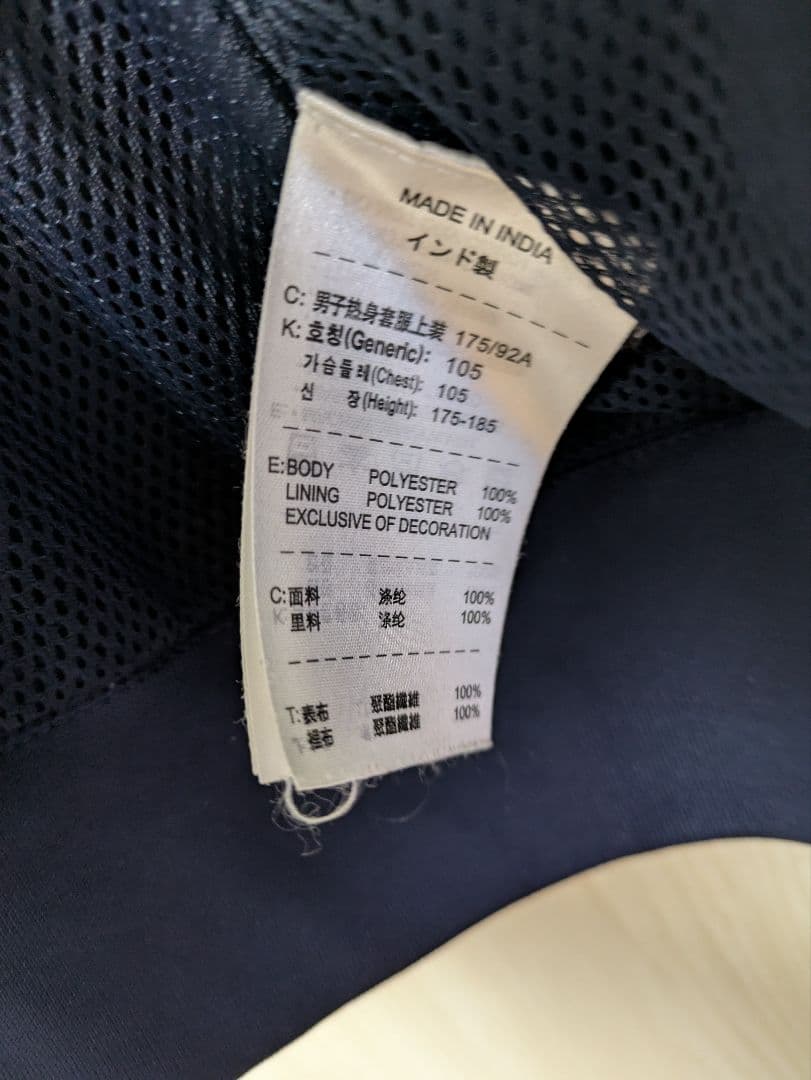 MADE IN INDIA
インド製
C: 男子热身套服上装 175/92A
K: 호칭(Generic): 105
가슴둘레(Chest): 105
신 장(Height): 175-185
E:BODY POLYESTER 100%
LINING POLYESTER 100%
EXCLUSIVE OF DECORATION
C:面料 涤纶 100%
里料 涤纶 100%
T:表布 聚酯纖維 100%
裡布 聚酯纖維 100%